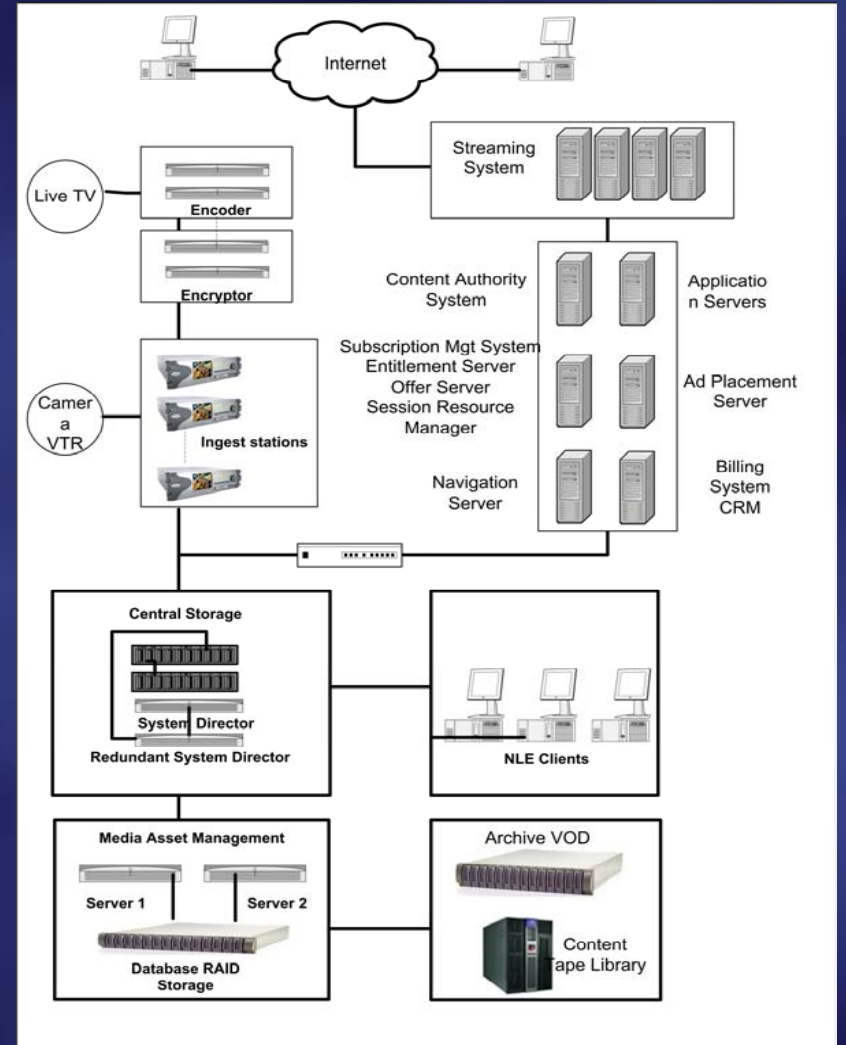 Internet
Streaming
System
Live TV
Encoder
Encryptor
Content Authority
System
Applicatio
n Servers
Subscription Mgt System
Entitlement Server
Offer Server
Session Resource
Manager
Ad Placement
Server
Camer
a
VTR
Ingest stations
Navigation
Server
Billing
System
CRM
Central Storage
System Director
Redundant System Director
NLE Clients
Media Asset Management
Server 1
Server 2
Database RAID
Storage
Archive VOD
Content
Tape Library